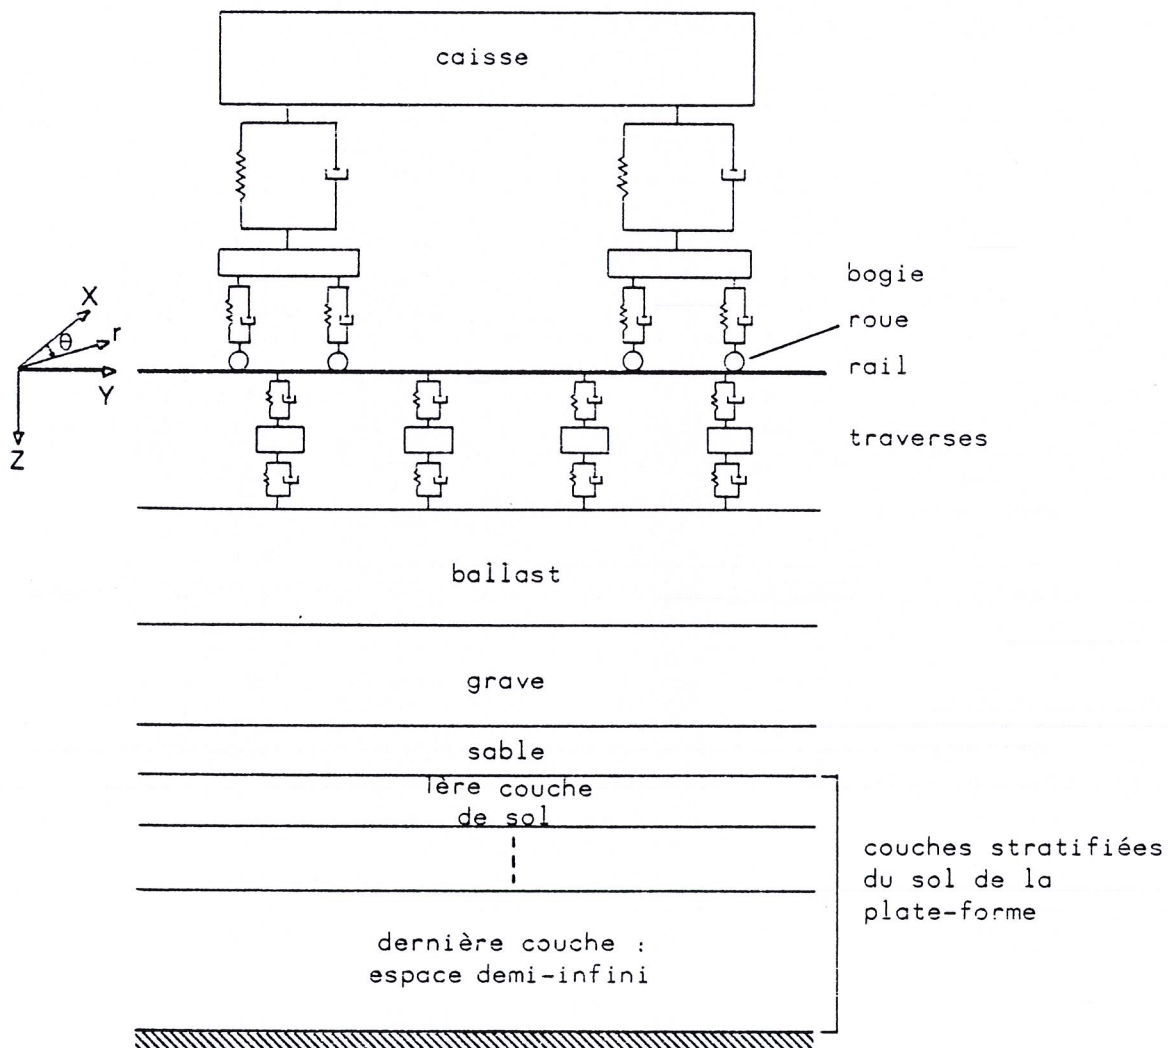 caisse
bogie
roue
rail
traverses
X
θ
r
Y
Z
ballast
grave
sable
1ère couche
de sol
couches stratifiées
du sol de la
plate-forme
dernière couche :
espace demi-infini